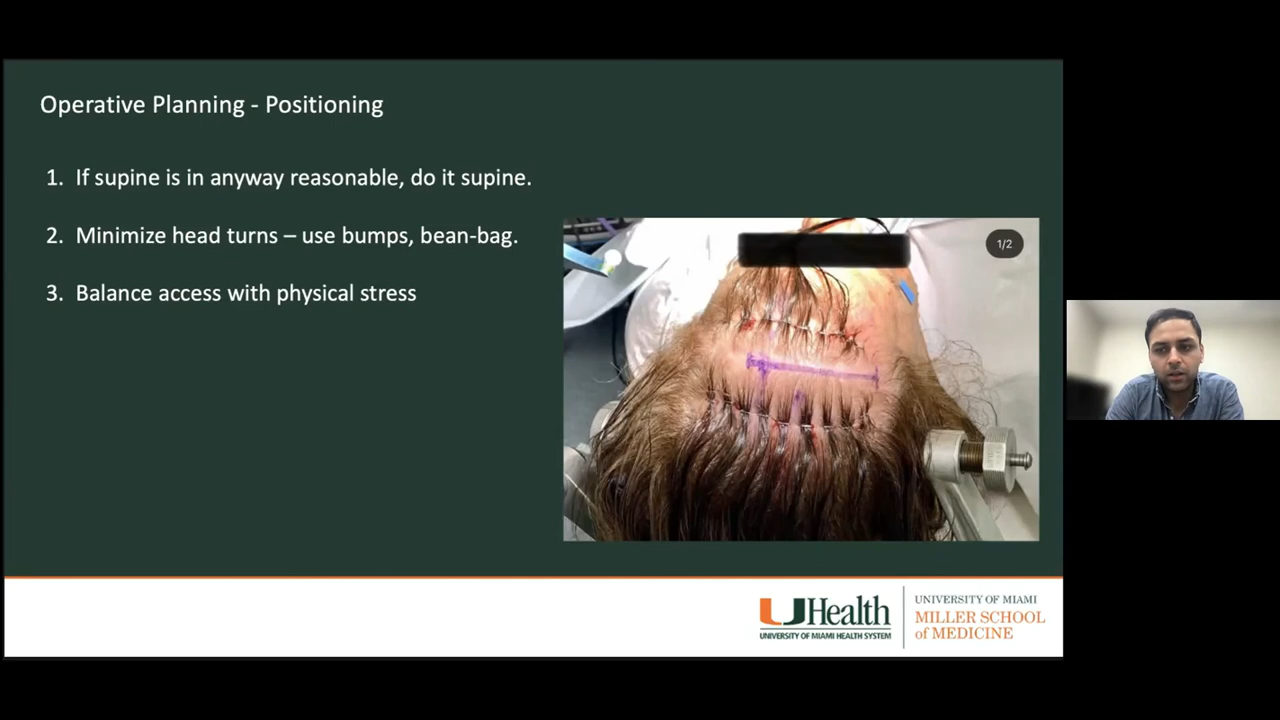 Operative Planning - Positioning
1. If supine is in anyway reasonable, do it supine.
2. Minimize head turns – use bumps, bean-bag.
3. Balance access with physical stress
1/2
UHealth
UNIVERSITY OF MIAMI HEALTH SYSTEM
UNIVERSITY OF MIAMI
MILLER SCHOOL
of MEDICINE